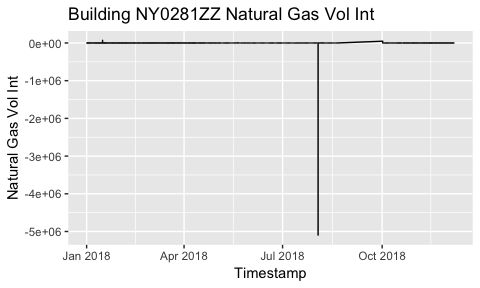 Building NY0281ZZ Natural Gas Vol Int
Natural Gas Vol Int
0e+00
-1e+06
-2e+06
-3e+06
-4e+06
-5e+06
Jan 2018
Apr 2018
Jul 2018
Oct 2018
Timestamp